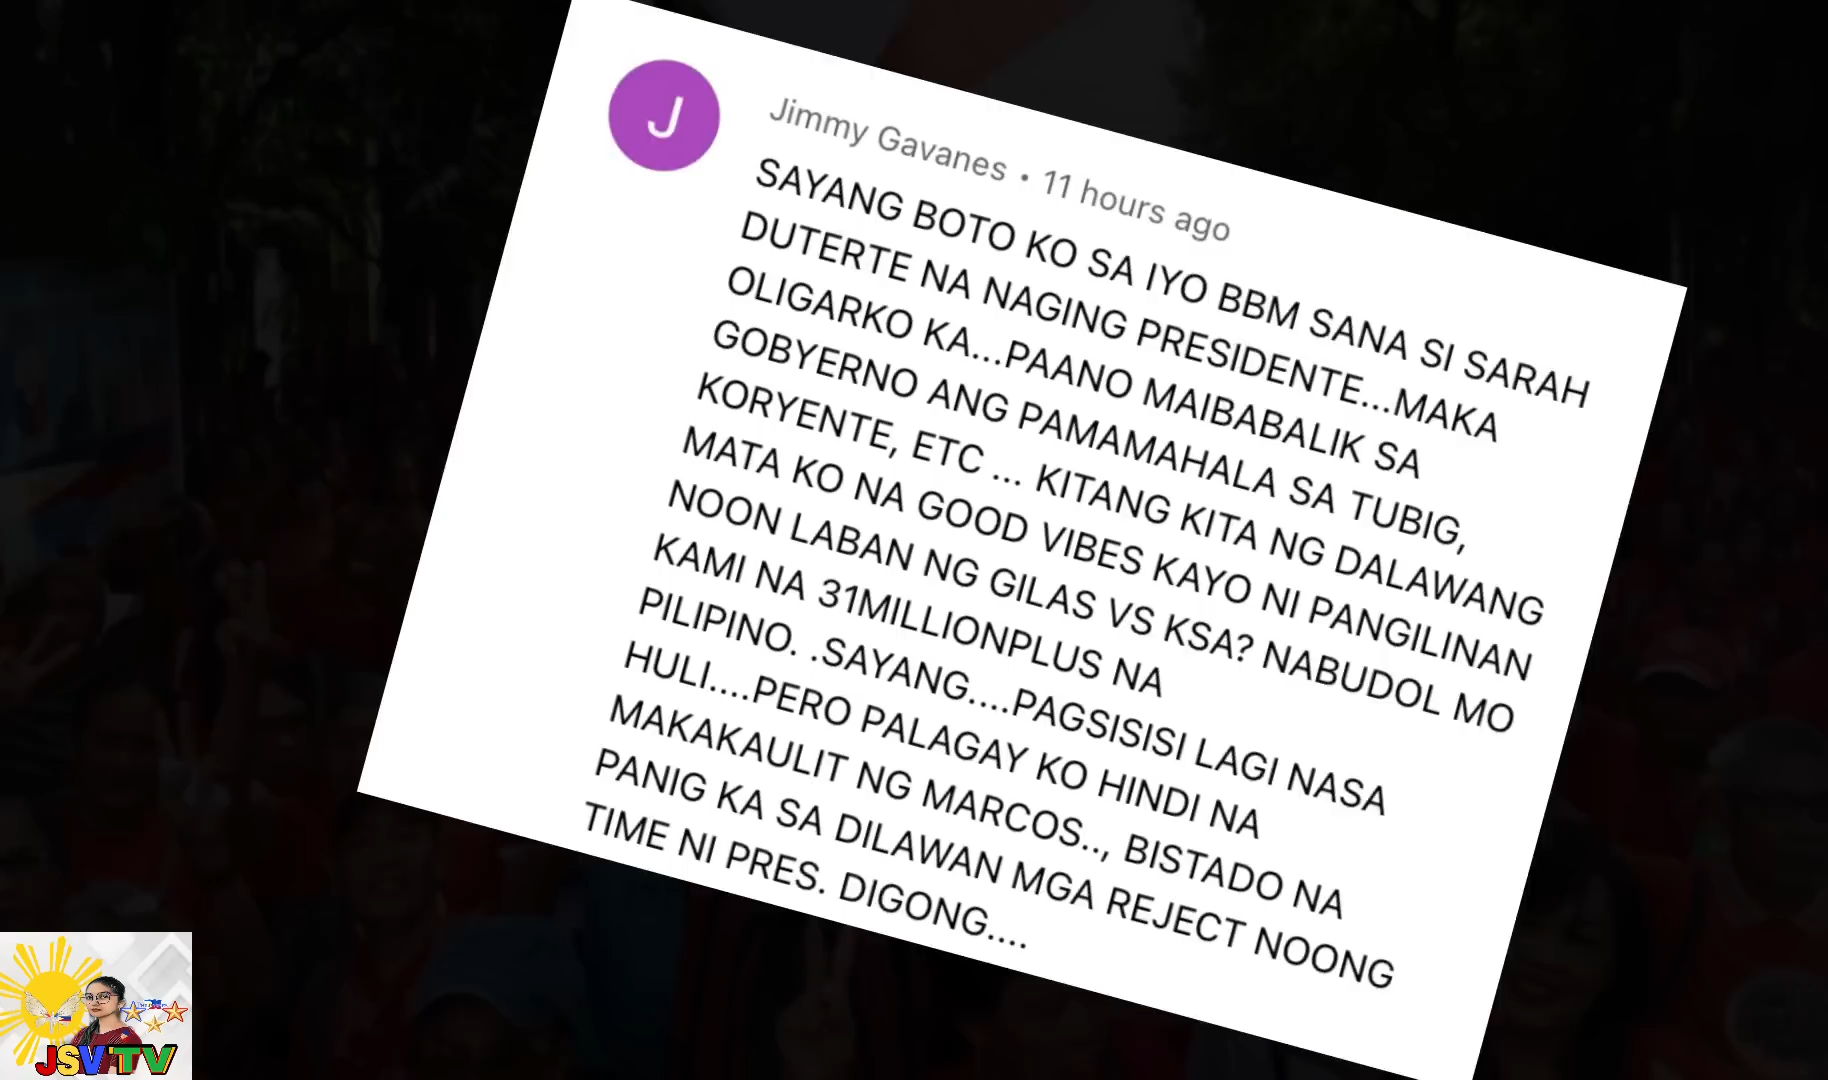 J
Jimmy Gavanes • 11 hours ago
SAYANG BOTO KO SA IYO BBM SANA SI SARAH
DUTERTE NA NAGING PRESIDENTE...MAKA
OLIGARKO KA...PAANO MAIBABALIK SA
GOBYERNO ANG PAMAMAHALA SA TUBIG,
KORYENTE, ETC ... KITANG KITA NG DALAWANG
MATA KO NA GOOD VIBES KAYO NI PANGILINAN
NOON LABAN NG GILAS VS KSA? NABUDOL MO
KAMI NA 31MILLIONPLUS NA
PILIPINO. .SAYANG....PAGSISISI LAGI NASA
HULI....PERO PALAGAY KO HINDI NA
MAKAKAULIT NG MARCOS.., BISTADO NA
PANIG KA SA DILAWAN MGA REJECT NOONG
TIME NI PRES. DIGONG....
JSV TV